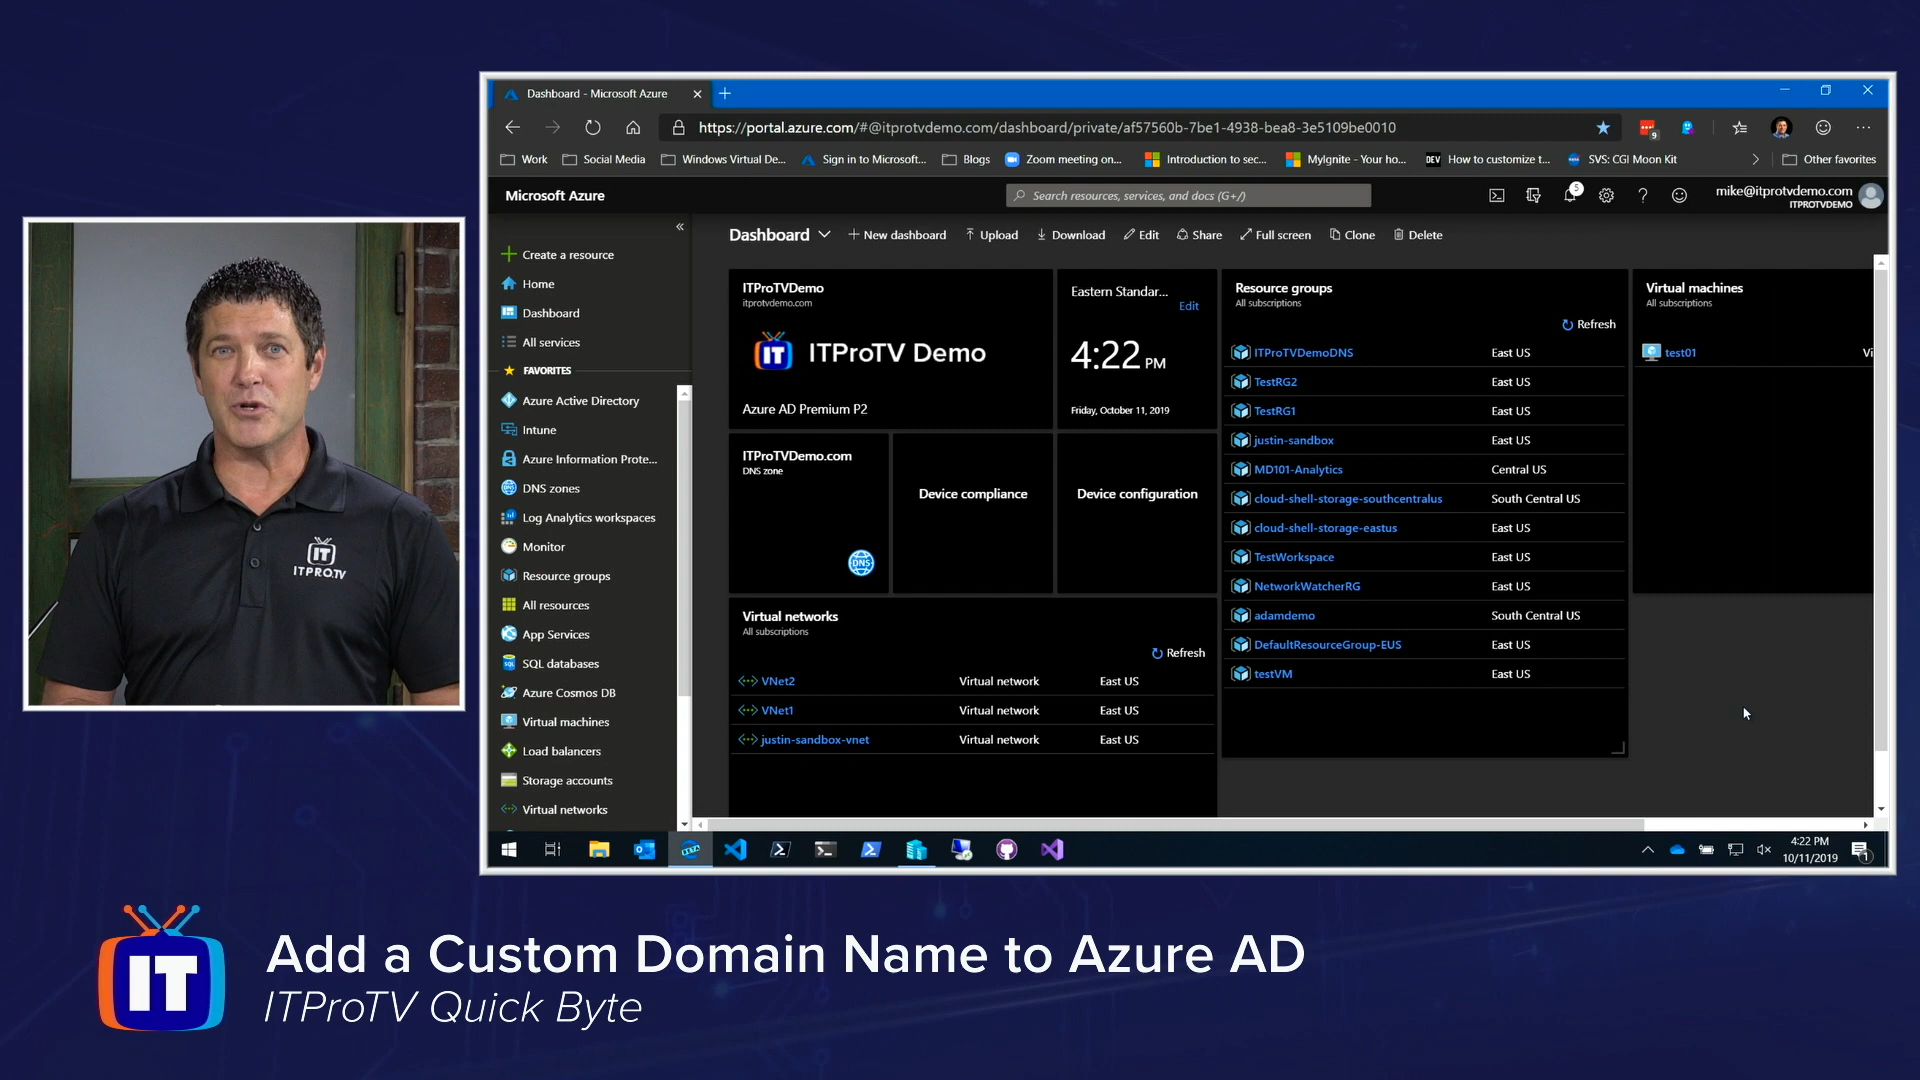 Dashboard - Microsoft Azure
https://portal.azure.com/#@itprotvdemo.com/dashboard/private/af57560b-7be1-4938-bea8-3e5109be0010
9
Work
Social Media
Windows Virtual De...
Sign in to Microsoft...
Blogs
Zoom meeting on...
Introduction to sec...
MyIgnite - Your ho...
DEV
How to customize t...
SVS: CGI Moon Kit
Other favorites
Microsoft Azure
Search resources, services, and docs (G+/)
5
mike@itprotvdemo.com
ITPROTVDEMO
Create a resource
Home
Dashboard
All services
FAVORITES
Azure Active Directory
Intune
Azure Information Prote...
DNS zones
Log Analytics workspaces
Monitor
Resource groups
All resources
App Services
SQL databases
Azure Cosmos DB
Virtual machines
Load balancers
Storage accounts
Virtual networks
Dashboard
New dashboard
Upload
Download
Edit
Share
Full screen
Clone
Delete
ITProTVDemo
itprotvdemo.com
IT
ITProTV Demo
Azure AD Premium P2
Eastern Standar...
Edit
4:22 PM
Friday, October 11, 2019
ITProTVDemo.com
DNS zone
DNS
Device compliance
Device configuration
Virtual networks
All subscriptions
Refresh
VNet2 Virtual network East US
VNet1 Virtual network East US
justin-sandbox-vnet Virtual network East US
Resource groups
All subscriptions
Refresh
ITProTVDemoDNS East US
TestRG2 East US
TestRG1 East US
justin-sandbox East US
MD101-Analytics Central US
cloud-shell-storage-southcentralus South Central US
cloud-shell-storage-eastus East US
TestWorkspace East US
NetworkWatcherRG East US
adamdemo South Central US
DefaultResourceGroup-EUS East US
testVM East US
Virtual machines
All subscriptions
test01 Vi
4:22 PM
10/11/2019
1
IT
ITPRO.TV
IT
Add a Custom Domain Name to Azure AD
ITProTV Quick Byte